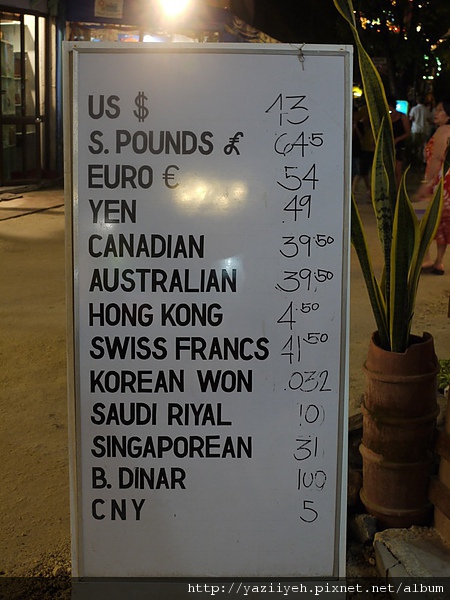 US $ 43
S. POUNDS £ 64.5
EURO € 54
YEN .49
CANADIAN 39.50
AUSTRALIAN 39.50
HONG KONG 4.50
SWISS FRANCS 41.50
KOREAN WON .032
SAUDI RIYAL 10
SINGAPOREAN 31
B. DINAR 100
CNY 5
http://yaziiyeh.pixnet.net/album